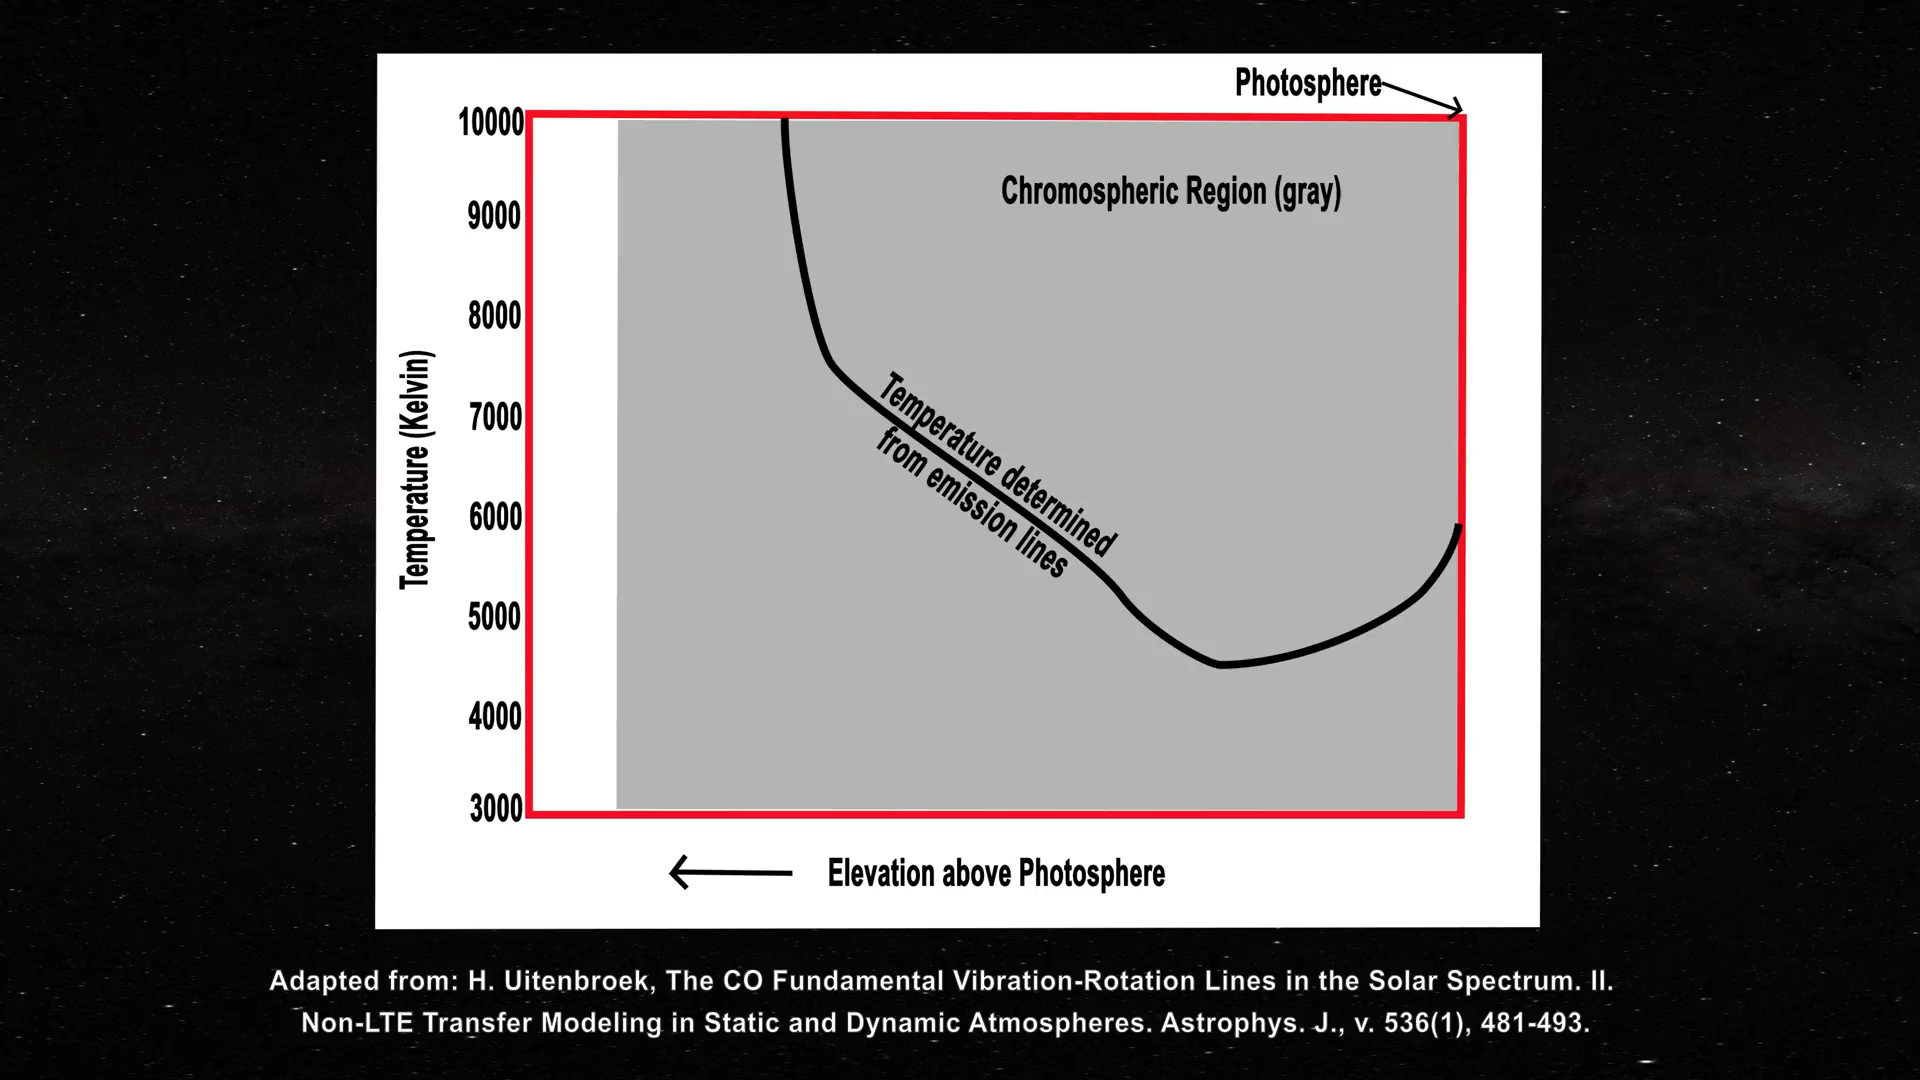 Photosphere
10000
Chromospheric Region (gray)
9000
8000
Temperature (Kelvin)
7000
Temperature determined
from emission lines
6000
5000
4000
3000
Elevation above Photosphere
Adapted from: H. Uitenbroek, The CO Fundamental Vibration-Rotation Lines in the Solar Spectrum. II.
Non-LTE Transfer Modeling in Static and Dynamic Atmospheres. Astrophys. J., v. 536(1), 481-493.